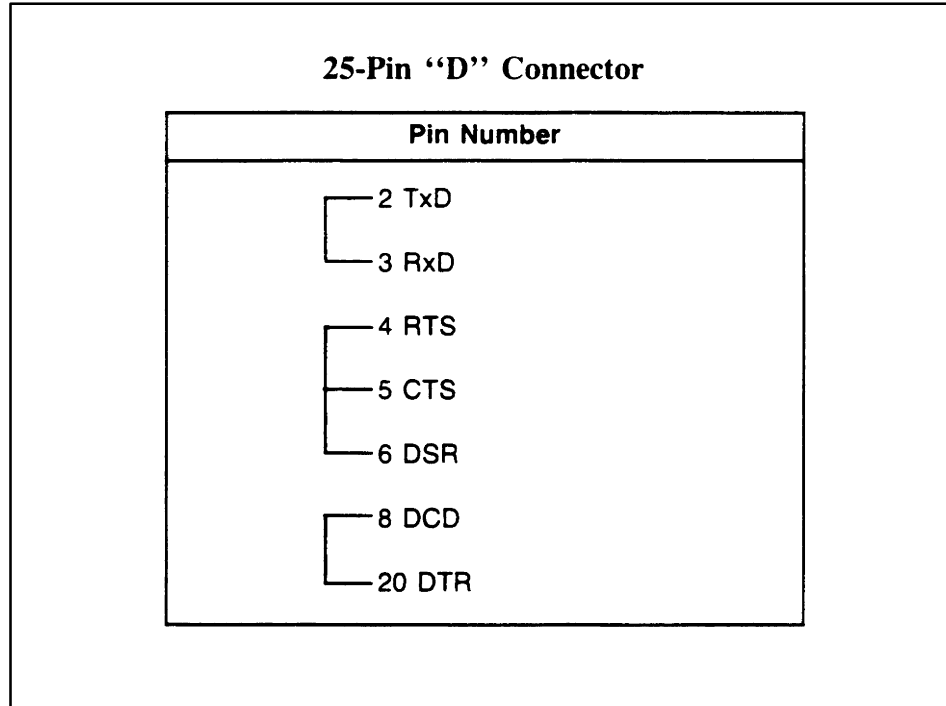 25-Pin ‘‘D’’ Connector
Pin Number
2 TxD
3 RxD
4 RTS
5 CTS
6 DSR
8 DCD
20 DTR